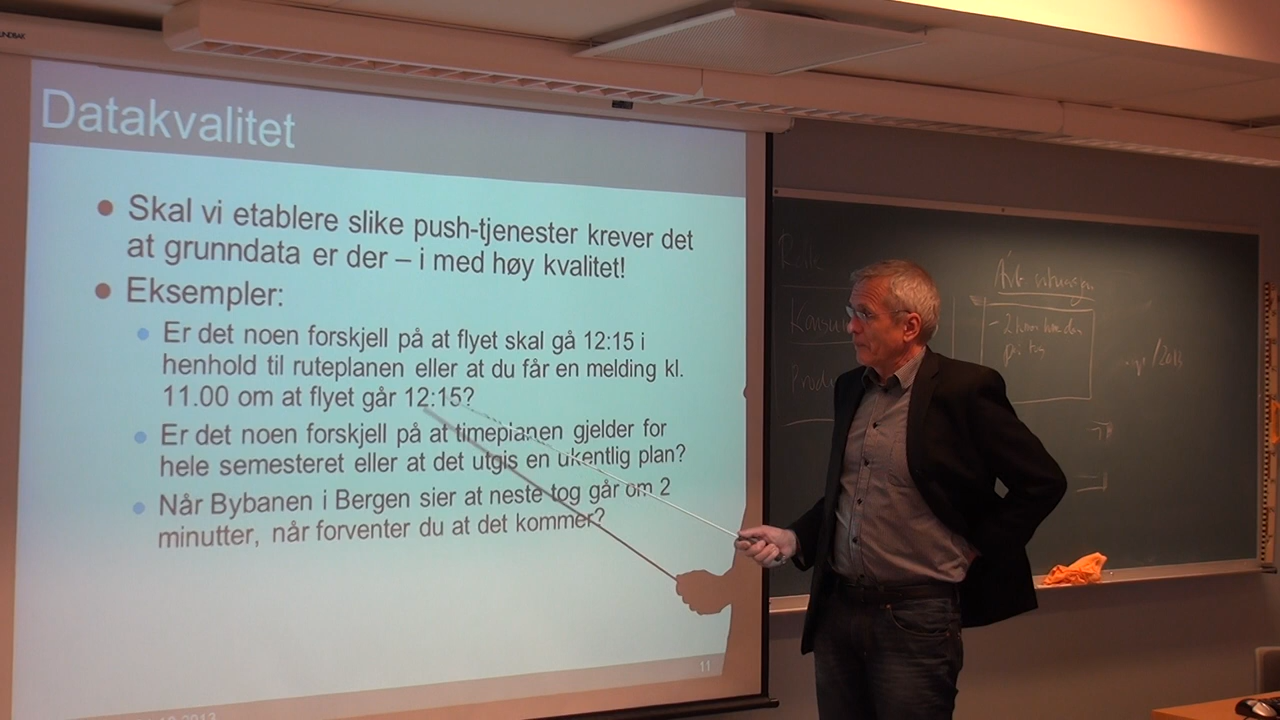 Datakvalitet
Skal vi etablere slike push-tjenester krever det
at grunndata er der – i med høy kvalitet!
Eksempler:
Er det noen forskjell på at flyet skal gå 12:15 i
henhold til ruteplanen eller at du får en melding kl.
11.00 om at flyet går 12:15?
Er det noen forskjell på at timeplanen gjelder for
hele semesteret eller at det utgis en ukentlig plan?
Når Bybanen i Bergen sier at neste tog går om 2
minutter, når forventer du at det kommer?
11